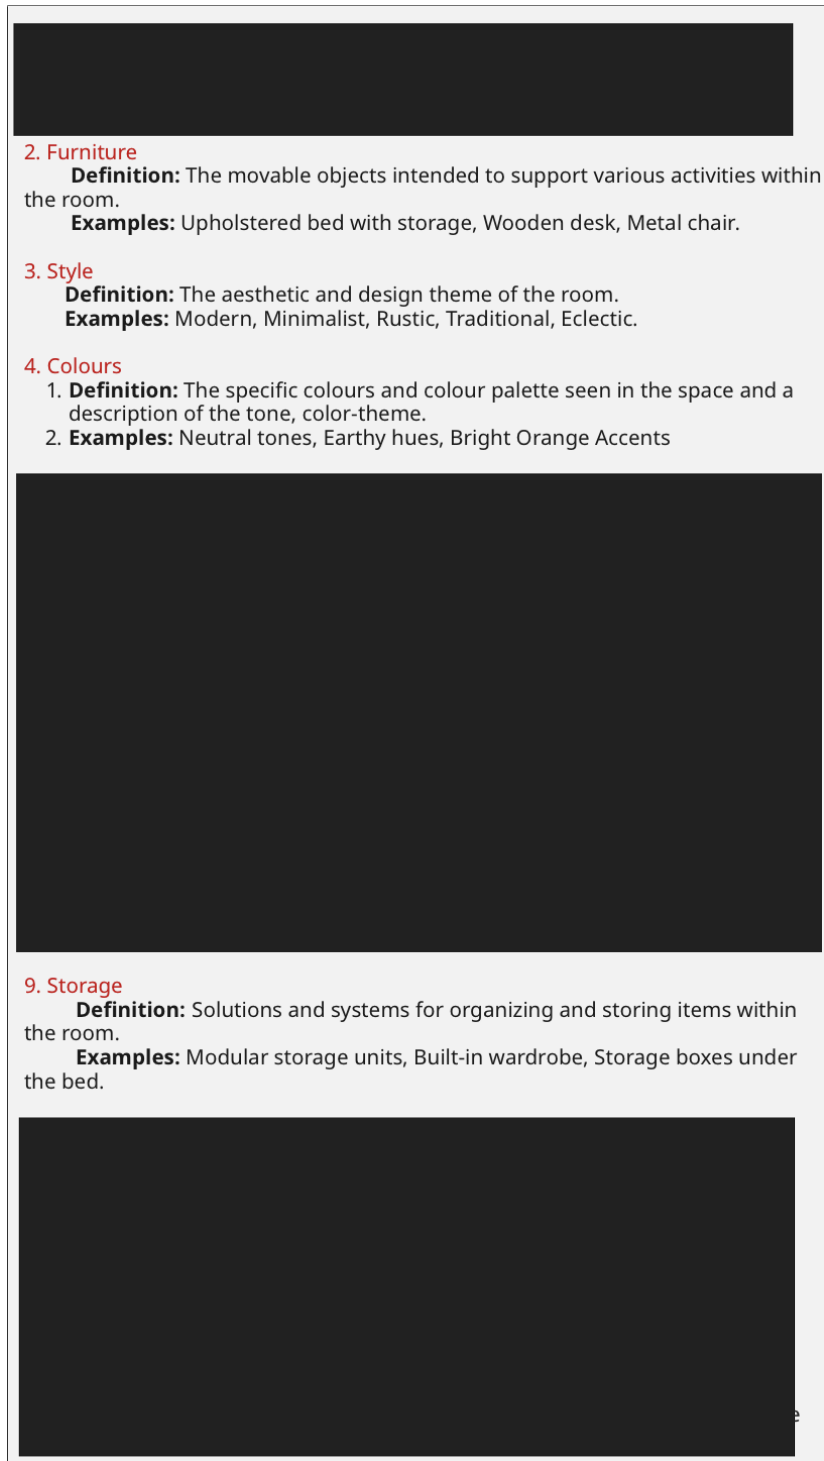 2. Furniture
Definition: The movable objects intended to support various activities within
the room.
Examples: Upholstered bed with storage, Wooden desk, Metal chair.
3. Style
Definition: The aesthetic and design theme of the room.
Examples: Modern, Minimalist, Rustic, Traditional, Eclectic.
4. Colours
1. Definition: The specific colours and colour palette seen in the space and a
description of the tone, color-theme.
2. Examples: Neutral tones, Earthy hues, Bright Orange Accents
9. Storage
Definition: Solutions and systems for organizing and storing items within
the room.
Examples: Modular storage units, Built-in wardrobe, Storage boxes under
the bed.